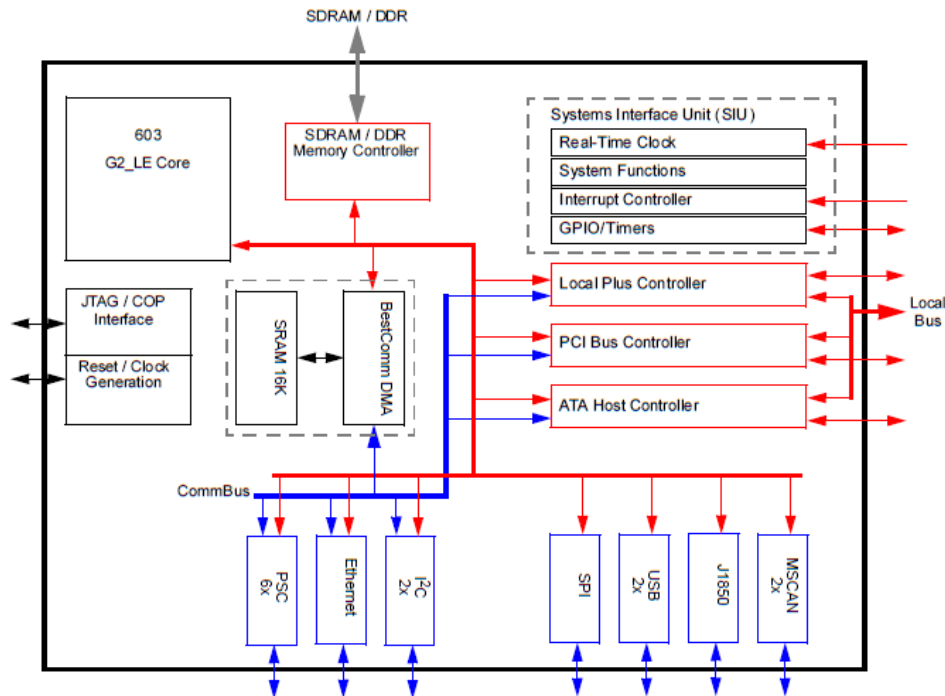 SDRAM / DDR
603
G2_LE Core
SDRAM / DDR
Memory Controller
Systems Interface Unit (SIU)
Real-Time Clock
System Functions
Interrupt Controller
GPIO/Timers
JTAG / COP
Interface
Reset / Clock
Generation
SRAM 16K
BestComm DMA
Local Plus Controller
PCI Bus Controller
ATA Host Controller
Local
Bus
CommBus
PSC
6x
Ethernet
I²C
2x
SPI
USB
2x
J1850
MSCAN
2x